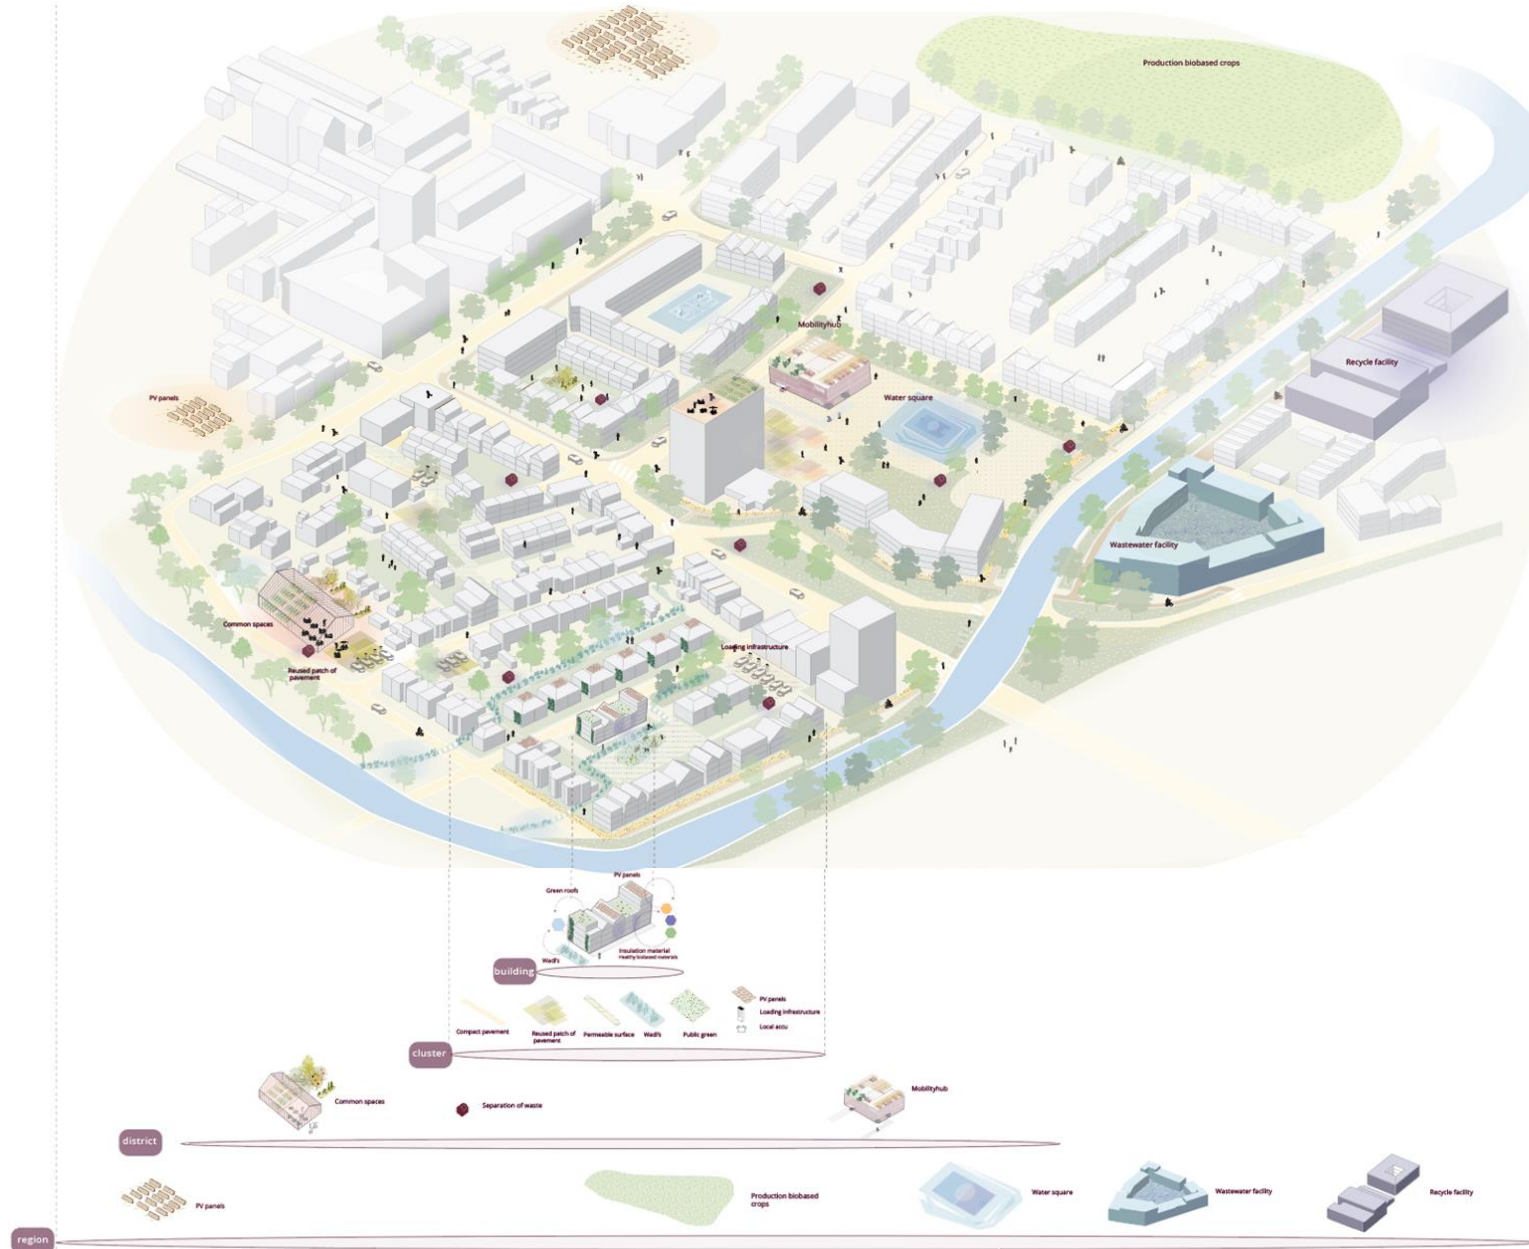 Production biobased crops
Mobilityhub
Recycle facility
PV panels
Water square
Wastewater facility
Common spaces
Loading infrastructure
Reused patch of
pavement
PV panels
Green roofs
Insulation material
Healthy biobased materials
Wadi's
building
PV panels
Loading infrastructure
Local accu
Compact pavement
Reused patch of
pavement
Permeable surface
Wadi's
Public green
cluster
Common spaces
Separation of waste
Mobilityhub
district
PV panels
Production biobased
crops
Water square
Wastewater facility
Recycle facility
region